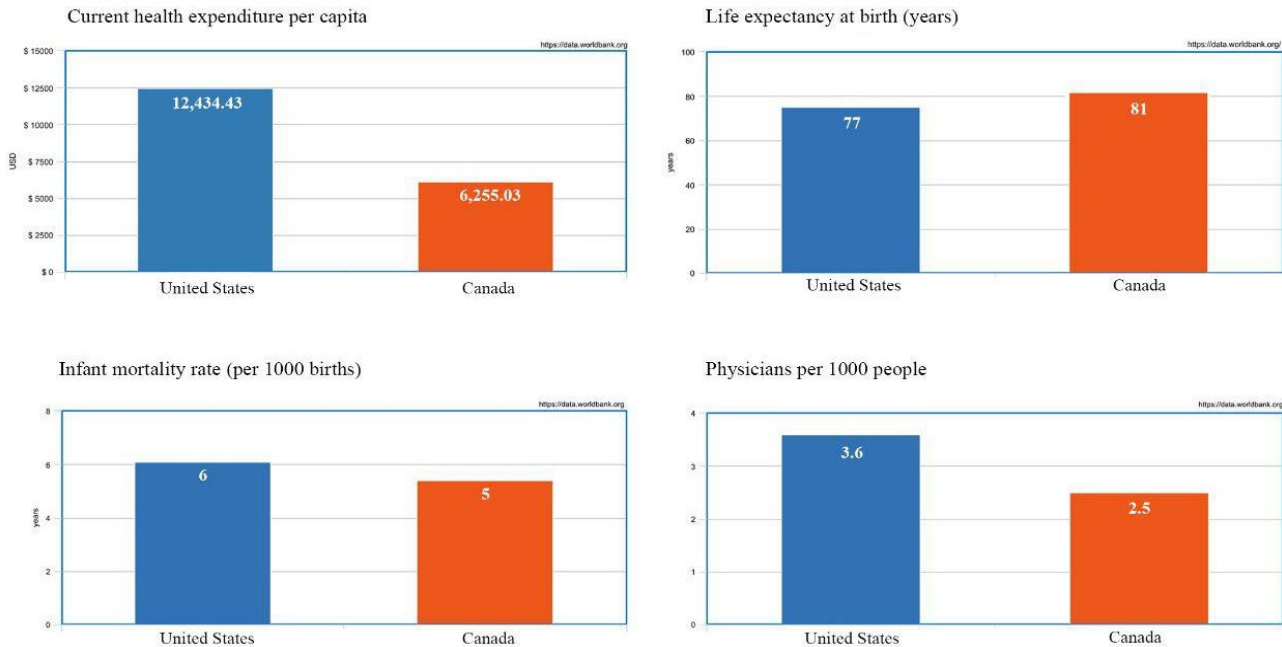 Current health expenditure per capita
https://data.worldbank.org
$ 15000
$ 12500
$ 10000
$ 7500
$ 5000
$ 2500
$ 0
USD
12,434.43
6,255.03
United States
Canada
Life expectancy at birth (years)
https://data.worldbank.org/
100
80
60
40
20
0
years
77
81
United States
Canada
Infant mortality rate (per 1000 births)
https://data.worldbank.org
8
6
4
2
0
years
6
5
United States
Canada
Physicians per 1000 people
https://data.worldbank.org
4
3
2
1
0
3.6
2.5
United States
Canada